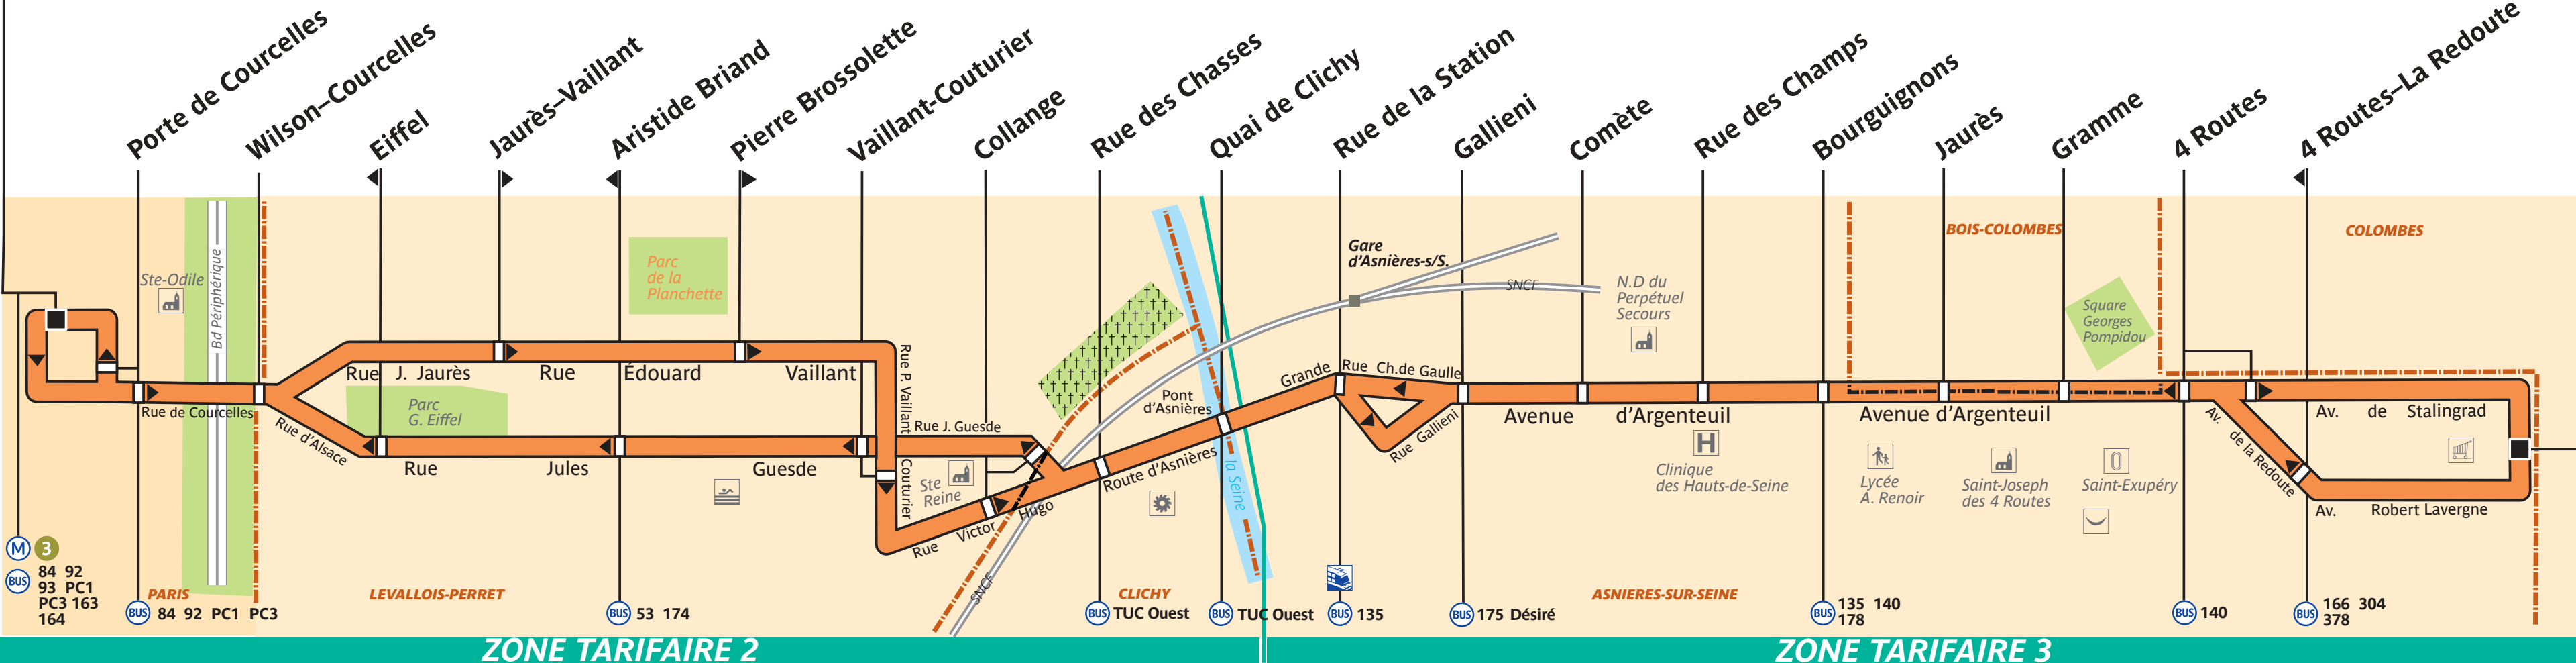 Porte de Courcelles
Wilson–Courcelles
Eiffel
Jaurès–Vaillant
Aristide Briand
Pierre Brossolette
Vaillant-Couturier
Collange
Rue des Chasses
Quai de Clichy
Rue de la Station
Gallieni
Comète
Rue des Champs
Bourguignons
Jaurès
Gramme
4 Routes
4 Routes–La Redoute
Ste-Odile
Bd Périphérique
Parc
de la
Planchette
Gare
d'Asnières-s/S.
SNCF
N.D du
Perpétuel
Secours
BOIS-COLOMBES
COLOMBES
Square
Georges
Pompidou
Rue J. Jaurès
Rue Édouard Vaillant
Rue P. Vaillant
Couturier
Parc
G. Eiffel
Rue de Courcelles
Rue d'Alsace
Rue Jules Guesde
Rue J. Guesde
Ste
Reine
Rue Victor Hugo
Route d'Asnières
Pont
d'Asnières
la Seine
Grande Rue Ch.de Gaulle
Rue Gallieni
Avenue d'Argenteuil
Avenue d'Argenteuil
H
Clinique
des Hauts-de-Seine
Lycée
A. Renoir
Saint-Joseph
des 4 Routes
Saint-Exupéry
Av. de Stalingrad
Av. de la Redoute
Av. Robert Lavergne
SNCF
M 3
BUS 84 92
93 PC1
PC3 163
164
PARIS
BUS 84 92 PC1 PC3
LEVALLOIS-PERRET
BUS 53 174
CLICHY
BUS TUC Ouest
BUS TUC Ouest
BUS 135
BUS 175 Désiré
ASNIERES-SUR-SEINE
BUS 135 140
178
BUS 140
BUS 166 304
378
ZONE TARIFAIRE 2
ZONE TARIFAIRE 3